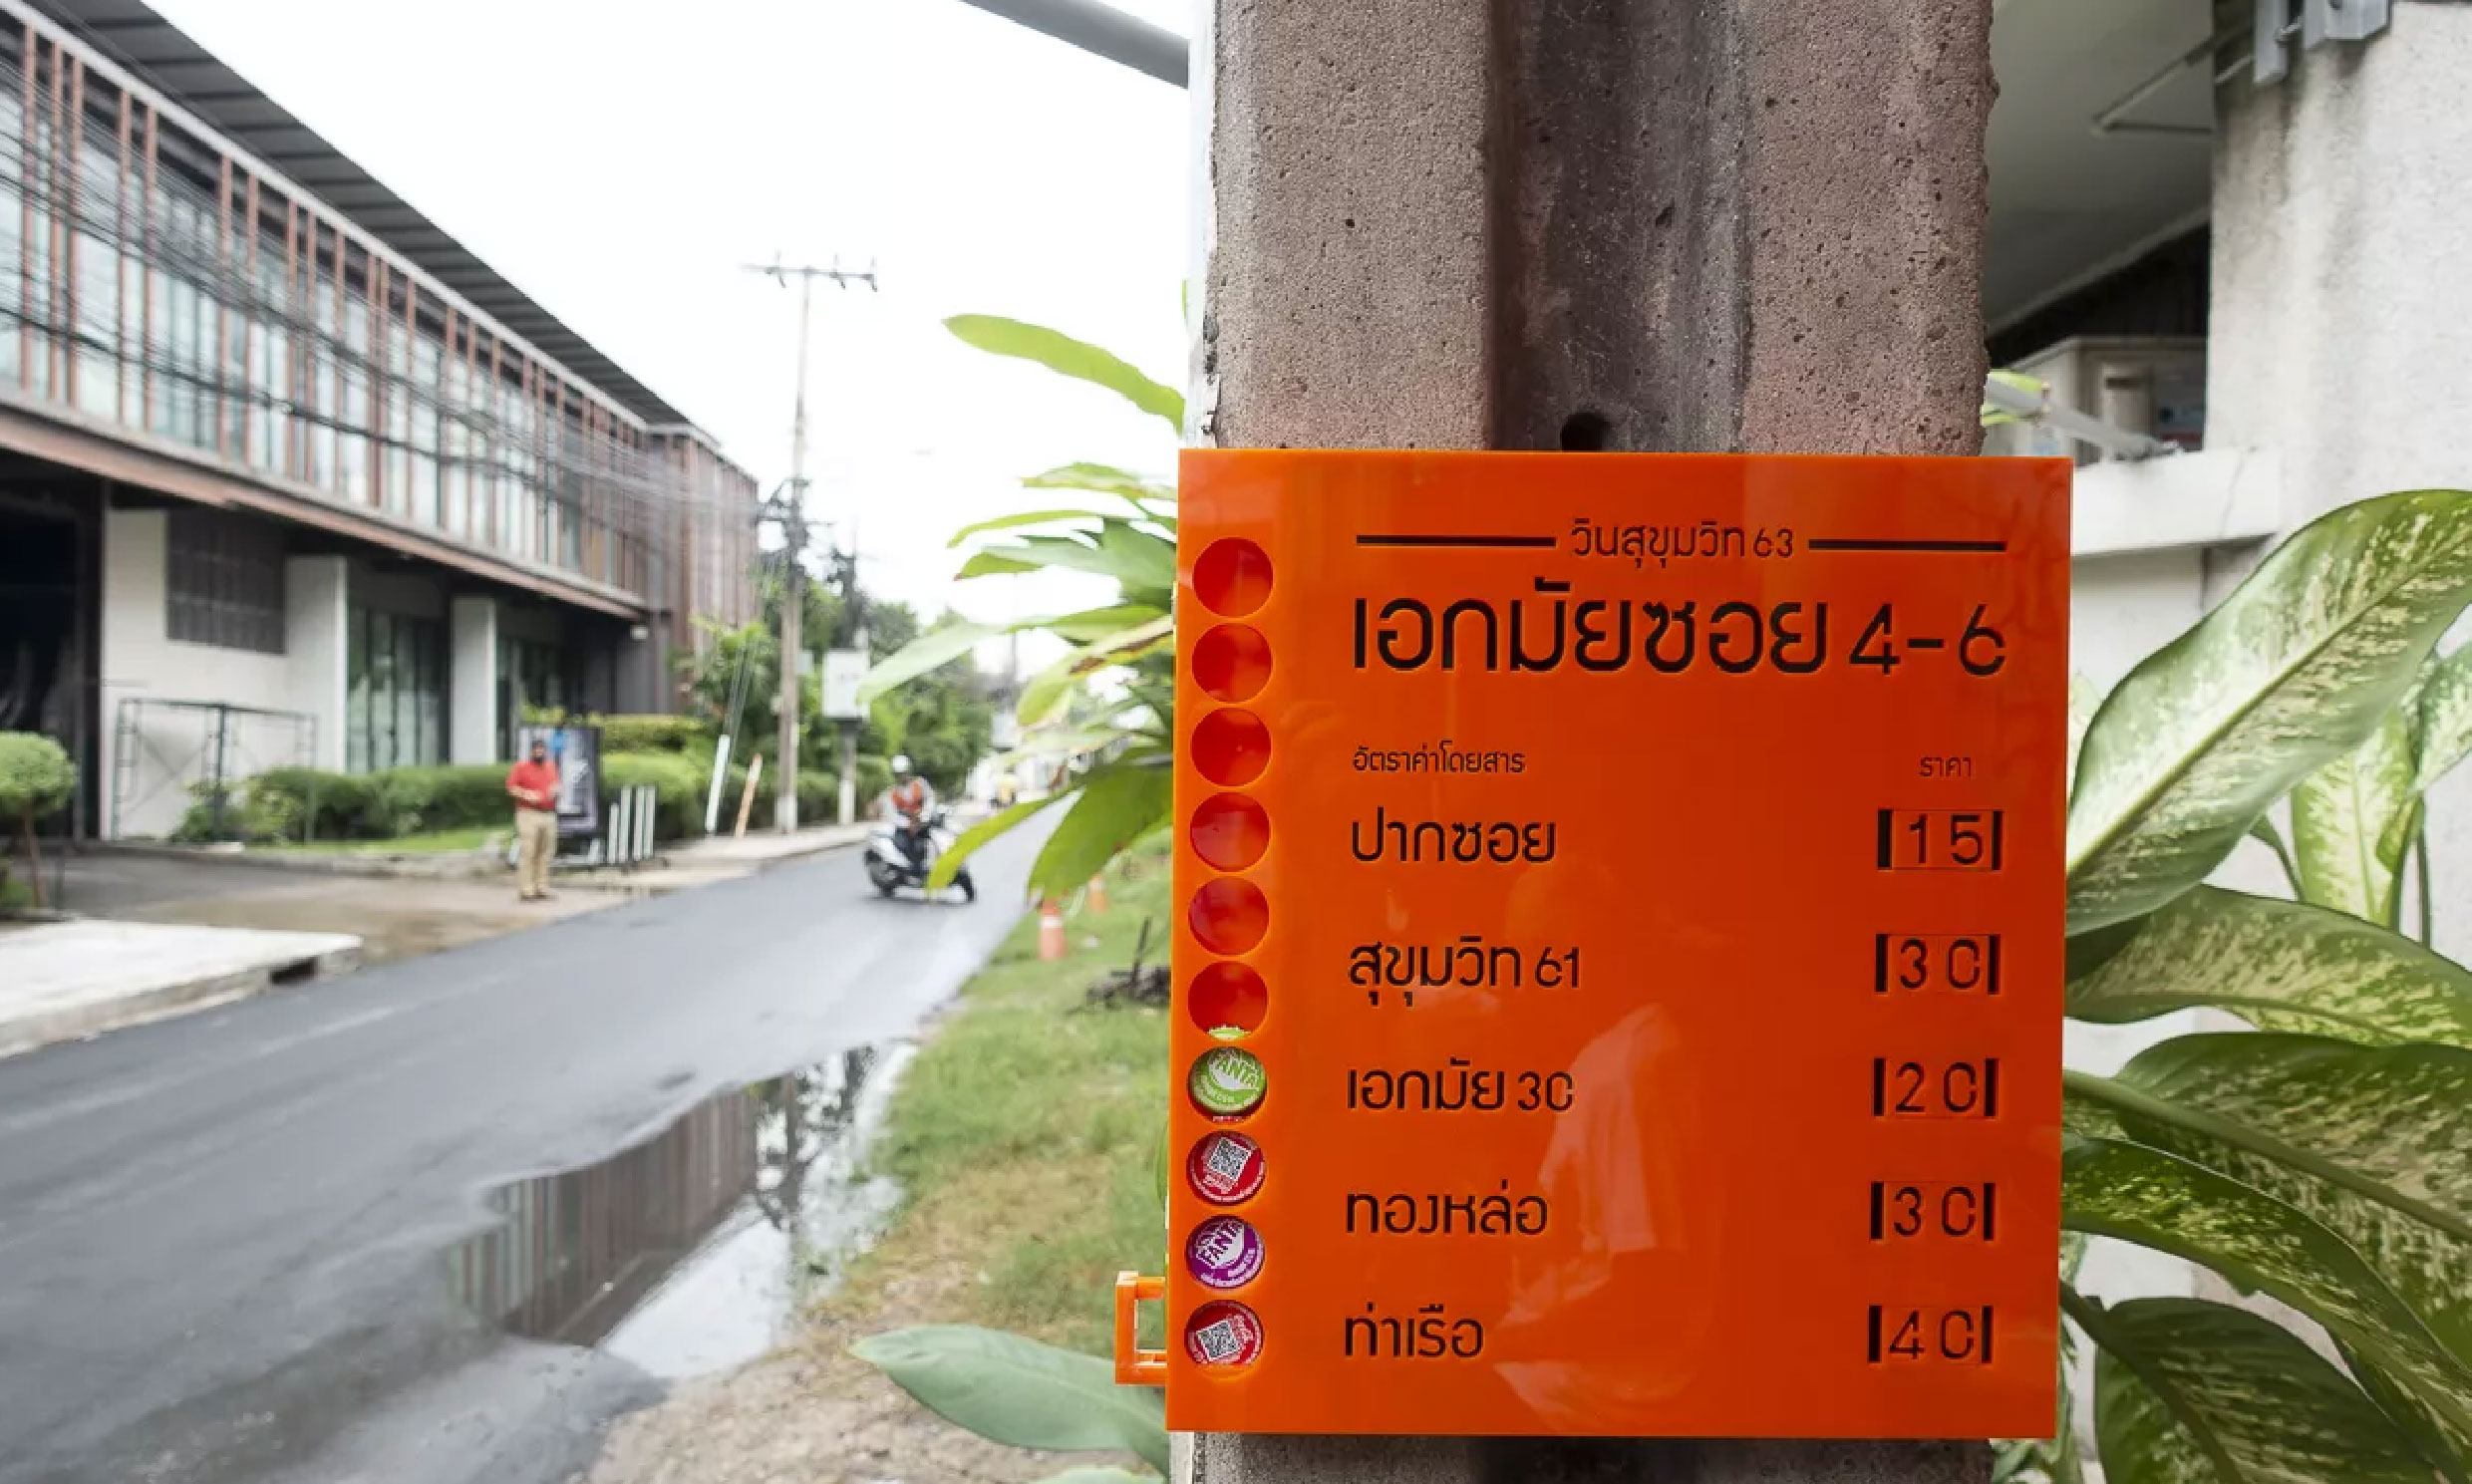 วินสุขุมวิท 63
เอกมัยซอย 4-6
อัตราค่าโดยสาร ราคา
ปากซอย 15
สุขุมวิท 61 30
เอกมัย 30 20
ทองหล่อ 30
ท่าเรือ 40
FANTA
FANTA